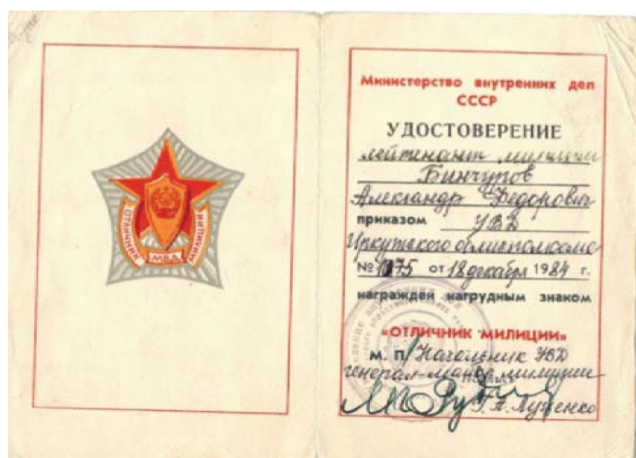 ОТЛИЧНИК МИЛИЦИИ
МВД
Министерство внутренних дел
СССР
УДОСТОВЕРЕНИЕ
лейтенант милиции
Бинчуров
Александр Федорович
приказом УВД
Иркутского облисполкома
№ 1075 от 18 декабря 1984 г.
награжден нагрудным знаком
«ОТЛИЧНИК МИЛИЦИИ»
М. П. Начальник УВД
генерал-майор милиции